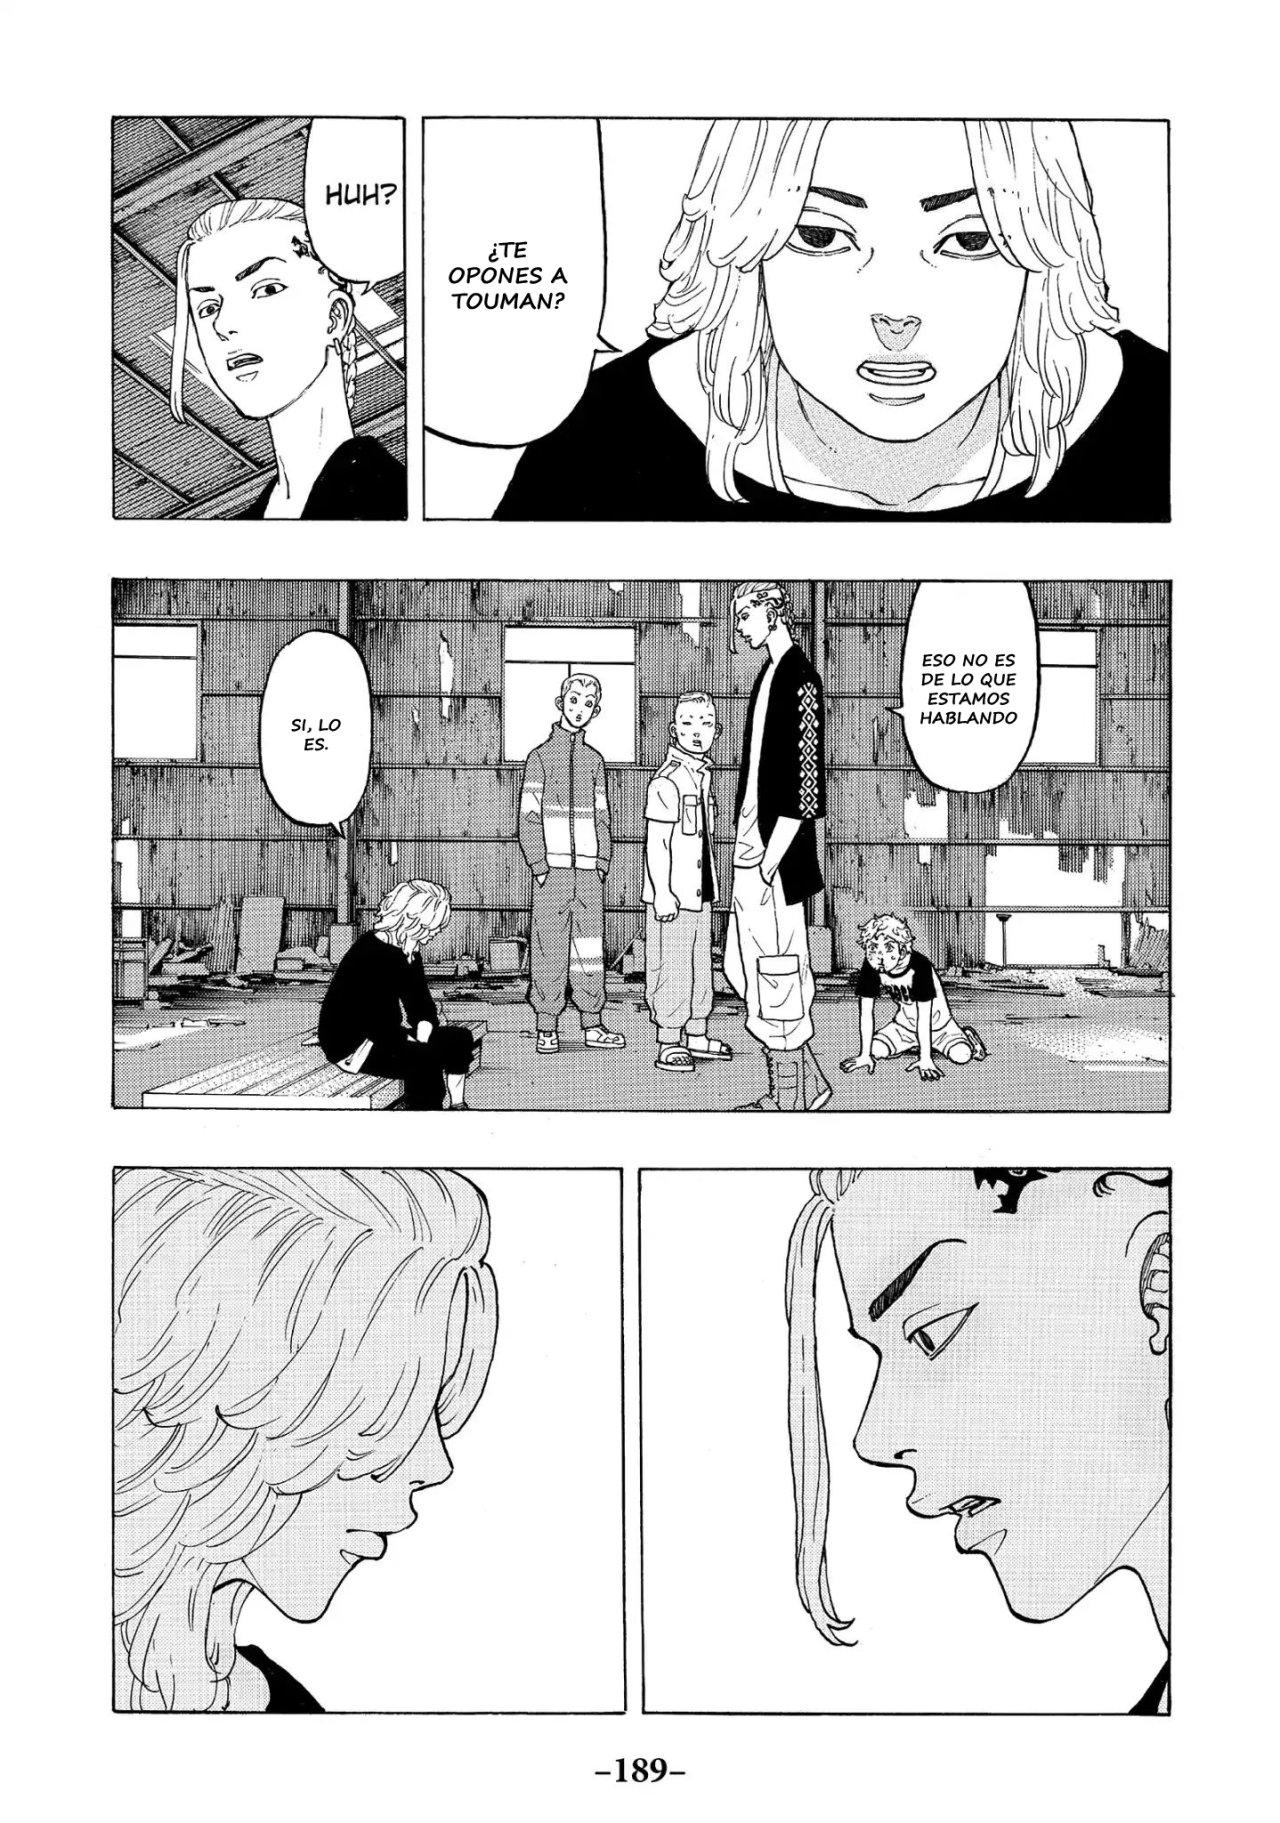 ¿TE
OPONES A
TOUMAN?
HUH?
ESO NO ES
DE LO QUE
ESTAMOS
HABLANDO
SI, LO
ES.
-189-